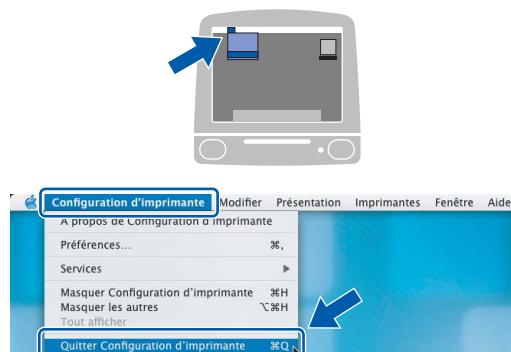 Configuration d'imprimante Modifier Présentation Imprimantes Fenêtre Aide
A propos de Configuration d'imprimante
Préférences... ⌘,
Services ▶
Masquer Configuration d'imprimante ⌘H
Masquer les autres ⌥⌘H
Tout afficher
Quitter Configuration d'imprimante ⌘Q